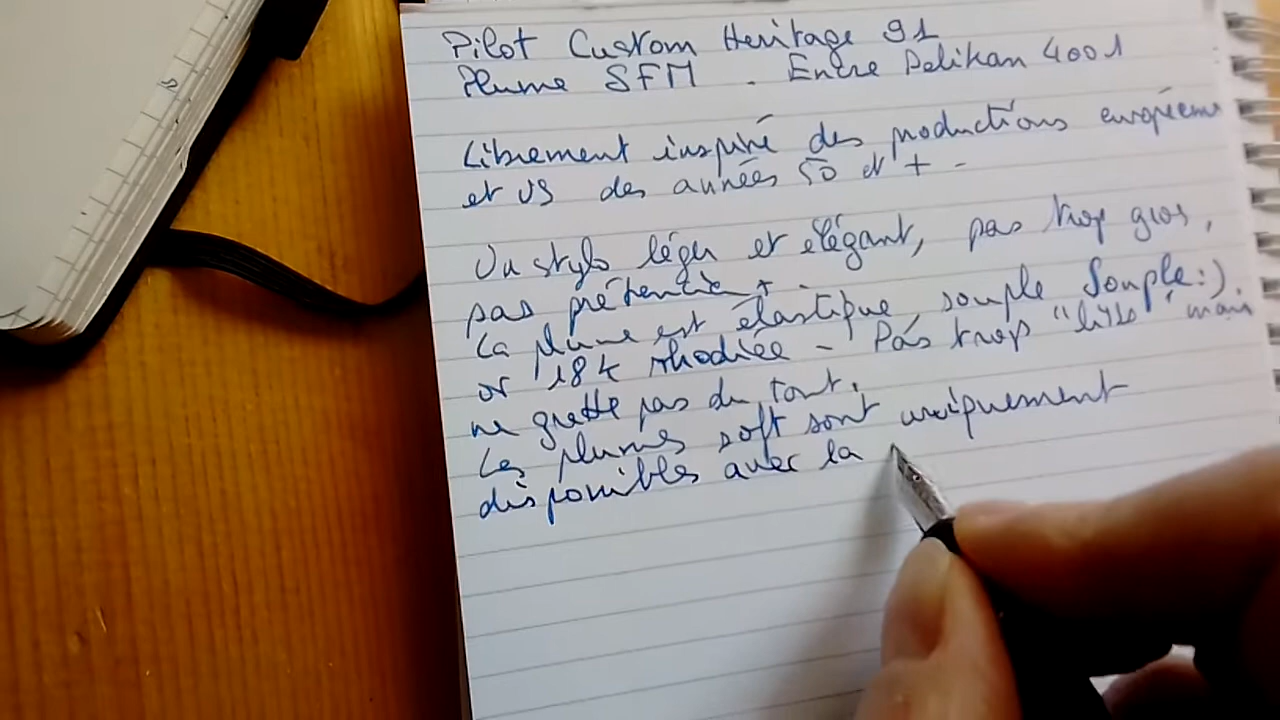 Pilot Custom Heritage 91
Plume SFM . Encre Pelikan 4001
Librement inspiré des productions européenne
et US des années 50 et + -
Un stylo léger et élégant, pas trop gros,
pas prétentieux.
La plume est élastique, souple Souple :).
or 18k rhodiée - Pas trop " " mais
ne gratte pas du tout.
Les plumes soft sont uniquement
disponibles avec la